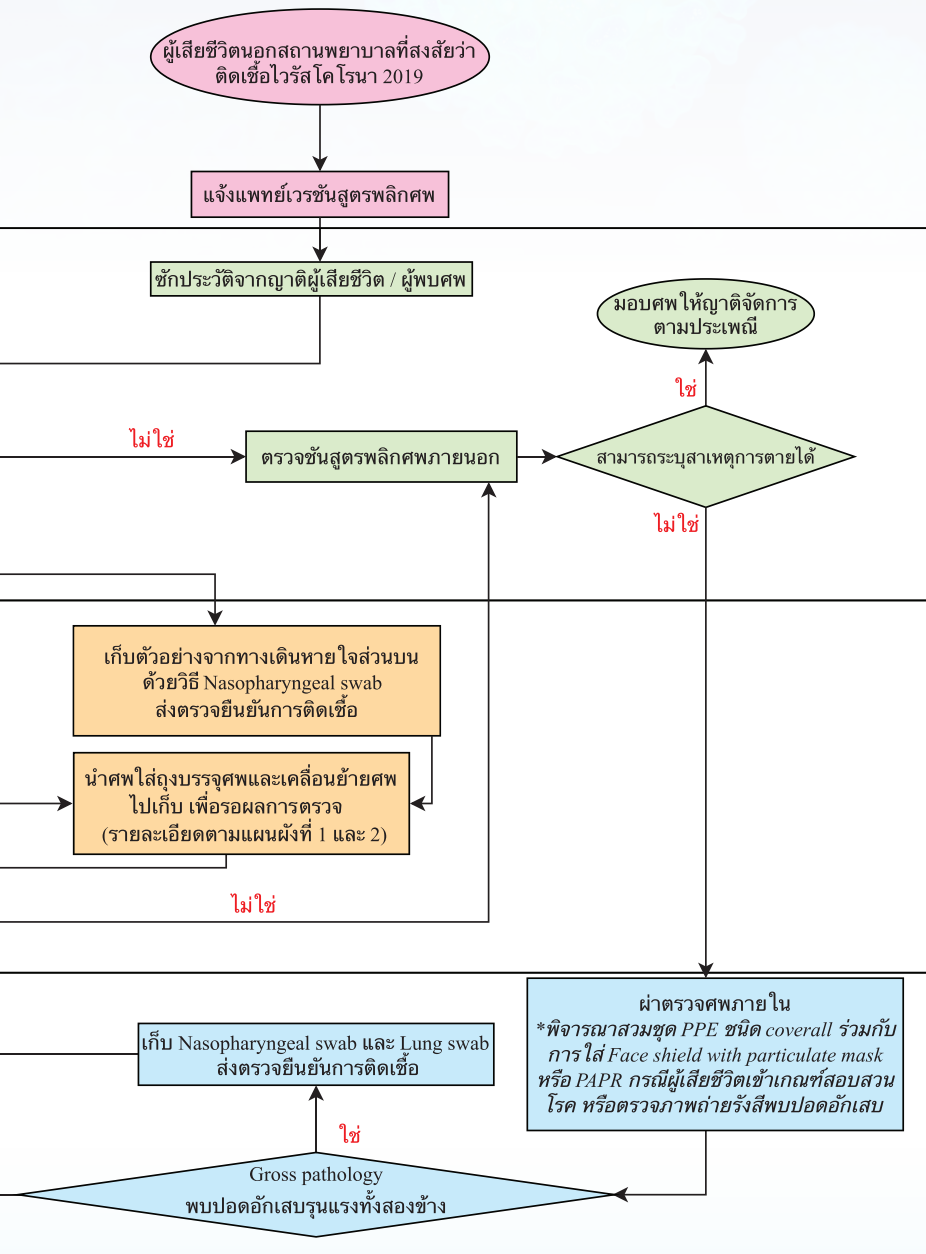 ผู้เสียชีวิตนอกสถานพยาบาลที่สงสัยว่า
ติดเชื้อไวรัสโคโรนา 2019
แจ้งแพทย์เวรชันสูตรพลิกศพ
ซักประวัติจากญาติผู้เสียชีวิต / ผู้พบศพ
มอบศพให้ญาติจัดการ
ตามประเพณี
ใช่
ไม่ใช่
ตรวจชันสูตรพลิกศพภายนอก
สามารถระบุสาเหตุการตายได้
ไม่ใช่
เก็บตัวอย่างจากทางเดินหายใจส่วนบน
ด้วยวิธี Nasopharyngeal swab
ส่งตรวจยืนยันการติดเชื้อ
นำศพใส่ถุงบรรจุศพและเคลื่อนย้ายศพ
ไปเก็บ เพื่อรอผลการตรวจ
(รายละเอียดตามแผนผังที่ 1 และ 2)
ไม่ใช่
ผ่าตรวจศพภายใน
*พิจารณาสวมชุด PPE ชนิด coverall ร่วมกับ
การใส่ Face shield with particulate mask
หรือ PAPR กรณีผู้เสียชีวิตเข้าเกณฑ์สอบสวน
โรค หรือตรวจภาพถ่ายรังสีพบปอดอักเสบ
เก็บ Nasopharyngeal swab และ Lung swab
ส่งตรวจยืนยันการติดเชื้อ
ใช่
Gross pathology
พบปอดอักเสบรุนแรงทั้งสองข้าง